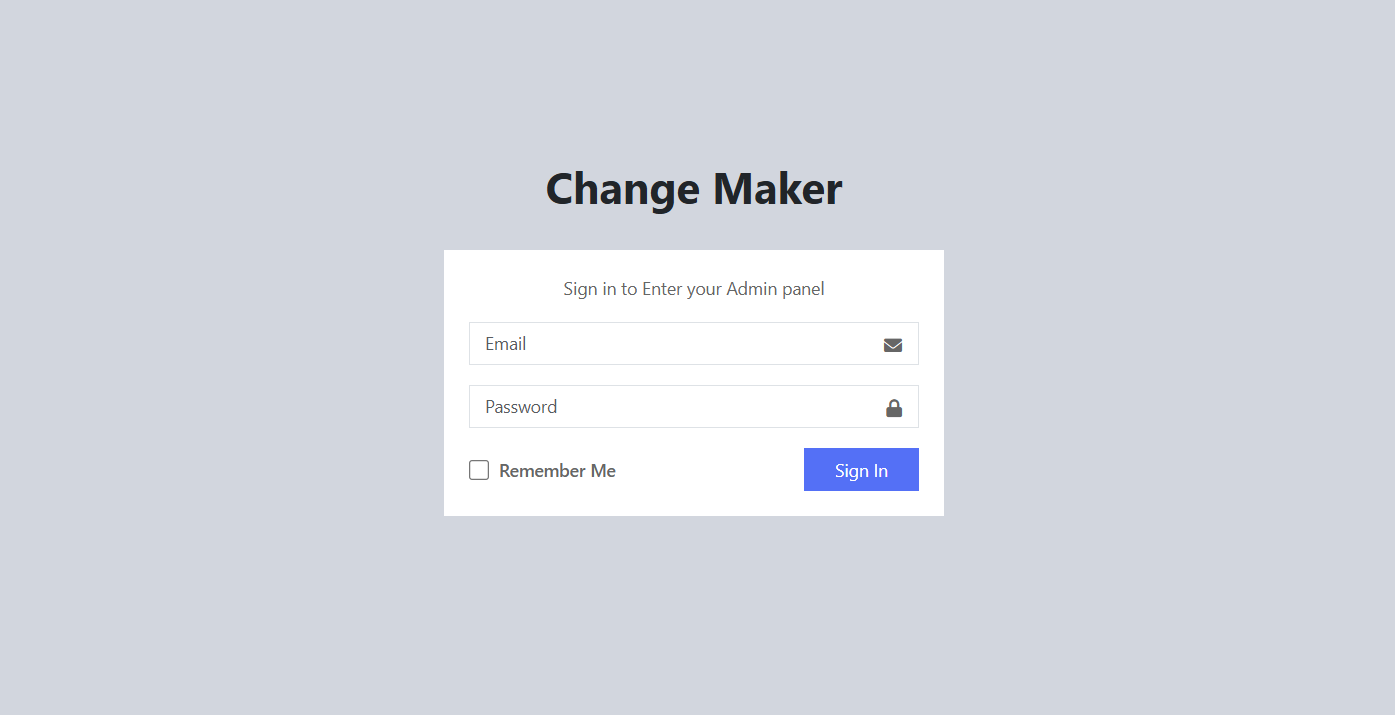 Change Maker
Sign in to Enter your Admin panel
Email
Password
Remember Me
Sign In